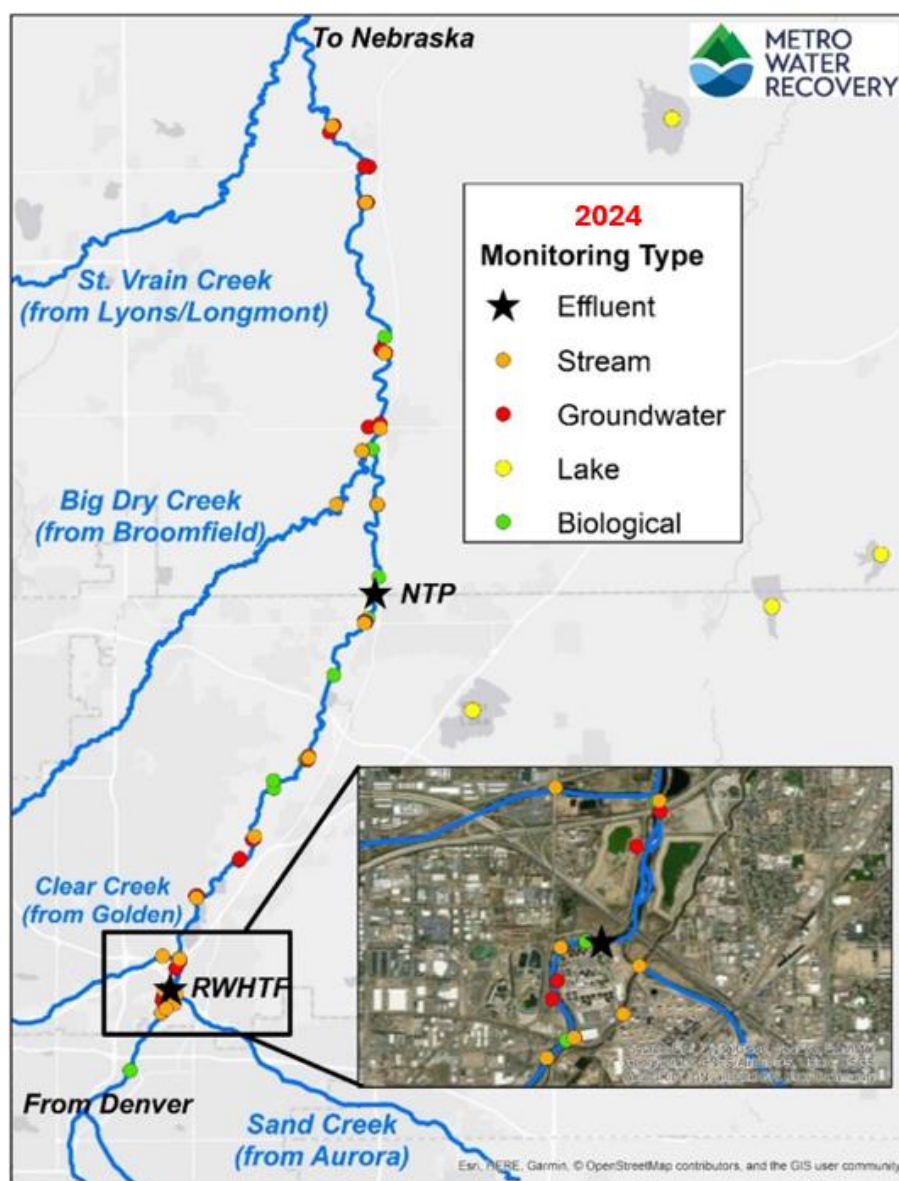 To Nebraska
METRO
WATER
RECOVERY
2024
Monitoring Type
Effluent
Stream
Groundwater
Lake
Biological
St. Vrain Creek
(from Lyons/Longmont)
Big Dry Creek
(from Broomfield)
NTP
Clear Creek
(from Golden)
RWHTF
From Denver
Sand Creek
(from Aurora)
Esri, HERE, Garmin, © OpenStreetMap contributors, and the GIS user community